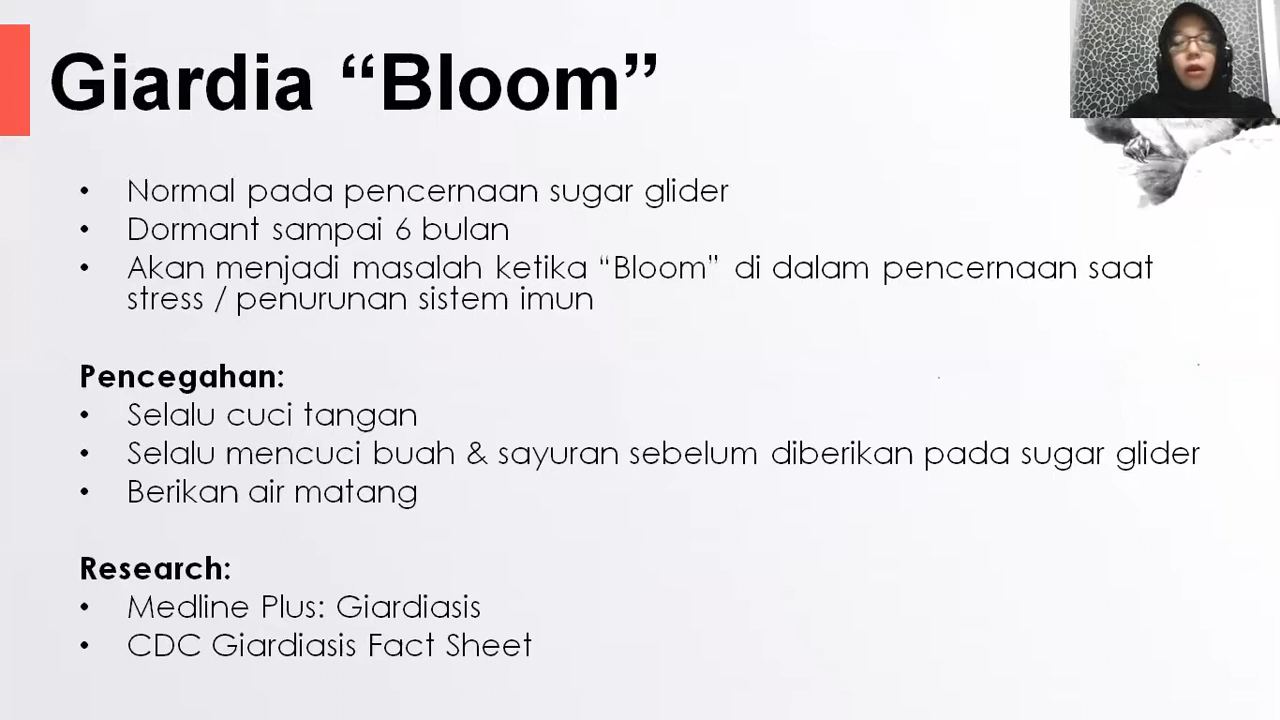 Giardia “Bloom”
• Normal pada pencernaan sugar glider
• Dormant sampai 6 bulan
• Akan menjadi masalah ketika “Bloom” di dalam pencernaan saat
stress / penurunan sistem imun
Pencegahan:
• Selalu cuci tangan
• Selalu mencuci buah & sayuran sebelum diberikan pada sugar glider
• Berikan air matang
Research:
• Medline Plus: Giardiasis
• CDC Giardiasis Fact Sheet